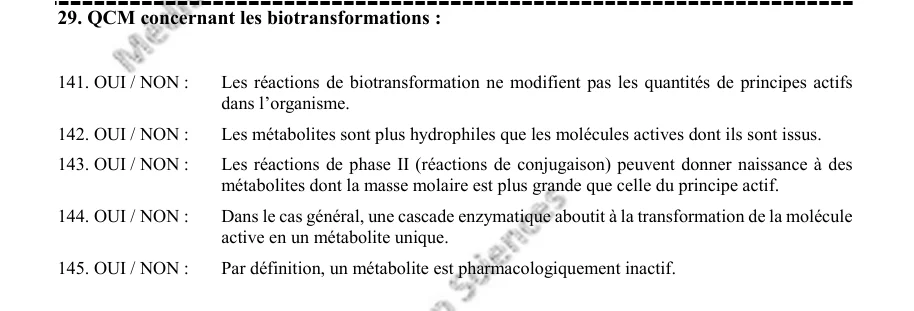 29. QCM concernant les biotransformations :
141. OUI / NON : Les réactions de biotransformation ne modifient pas les quantités de principes actifs
dans l’organisme.
142. OUI / NON : Les métabolites sont plus hydrophiles que les molécules actives dont ils sont issus.
143. OUI / NON : Les réactions de phase II (réactions de conjugaison) peuvent donner naissance à des
métabolites dont la masse molaire est plus grande que celle du principe actif.
144. OUI / NON : Dans le cas général, une cascade enzymatique aboutit à la transformation de la molécule
active en un métabolite unique.
145. OUI / NON : Par définition, un métabolite est pharmacologiquement inactif.
Sciences